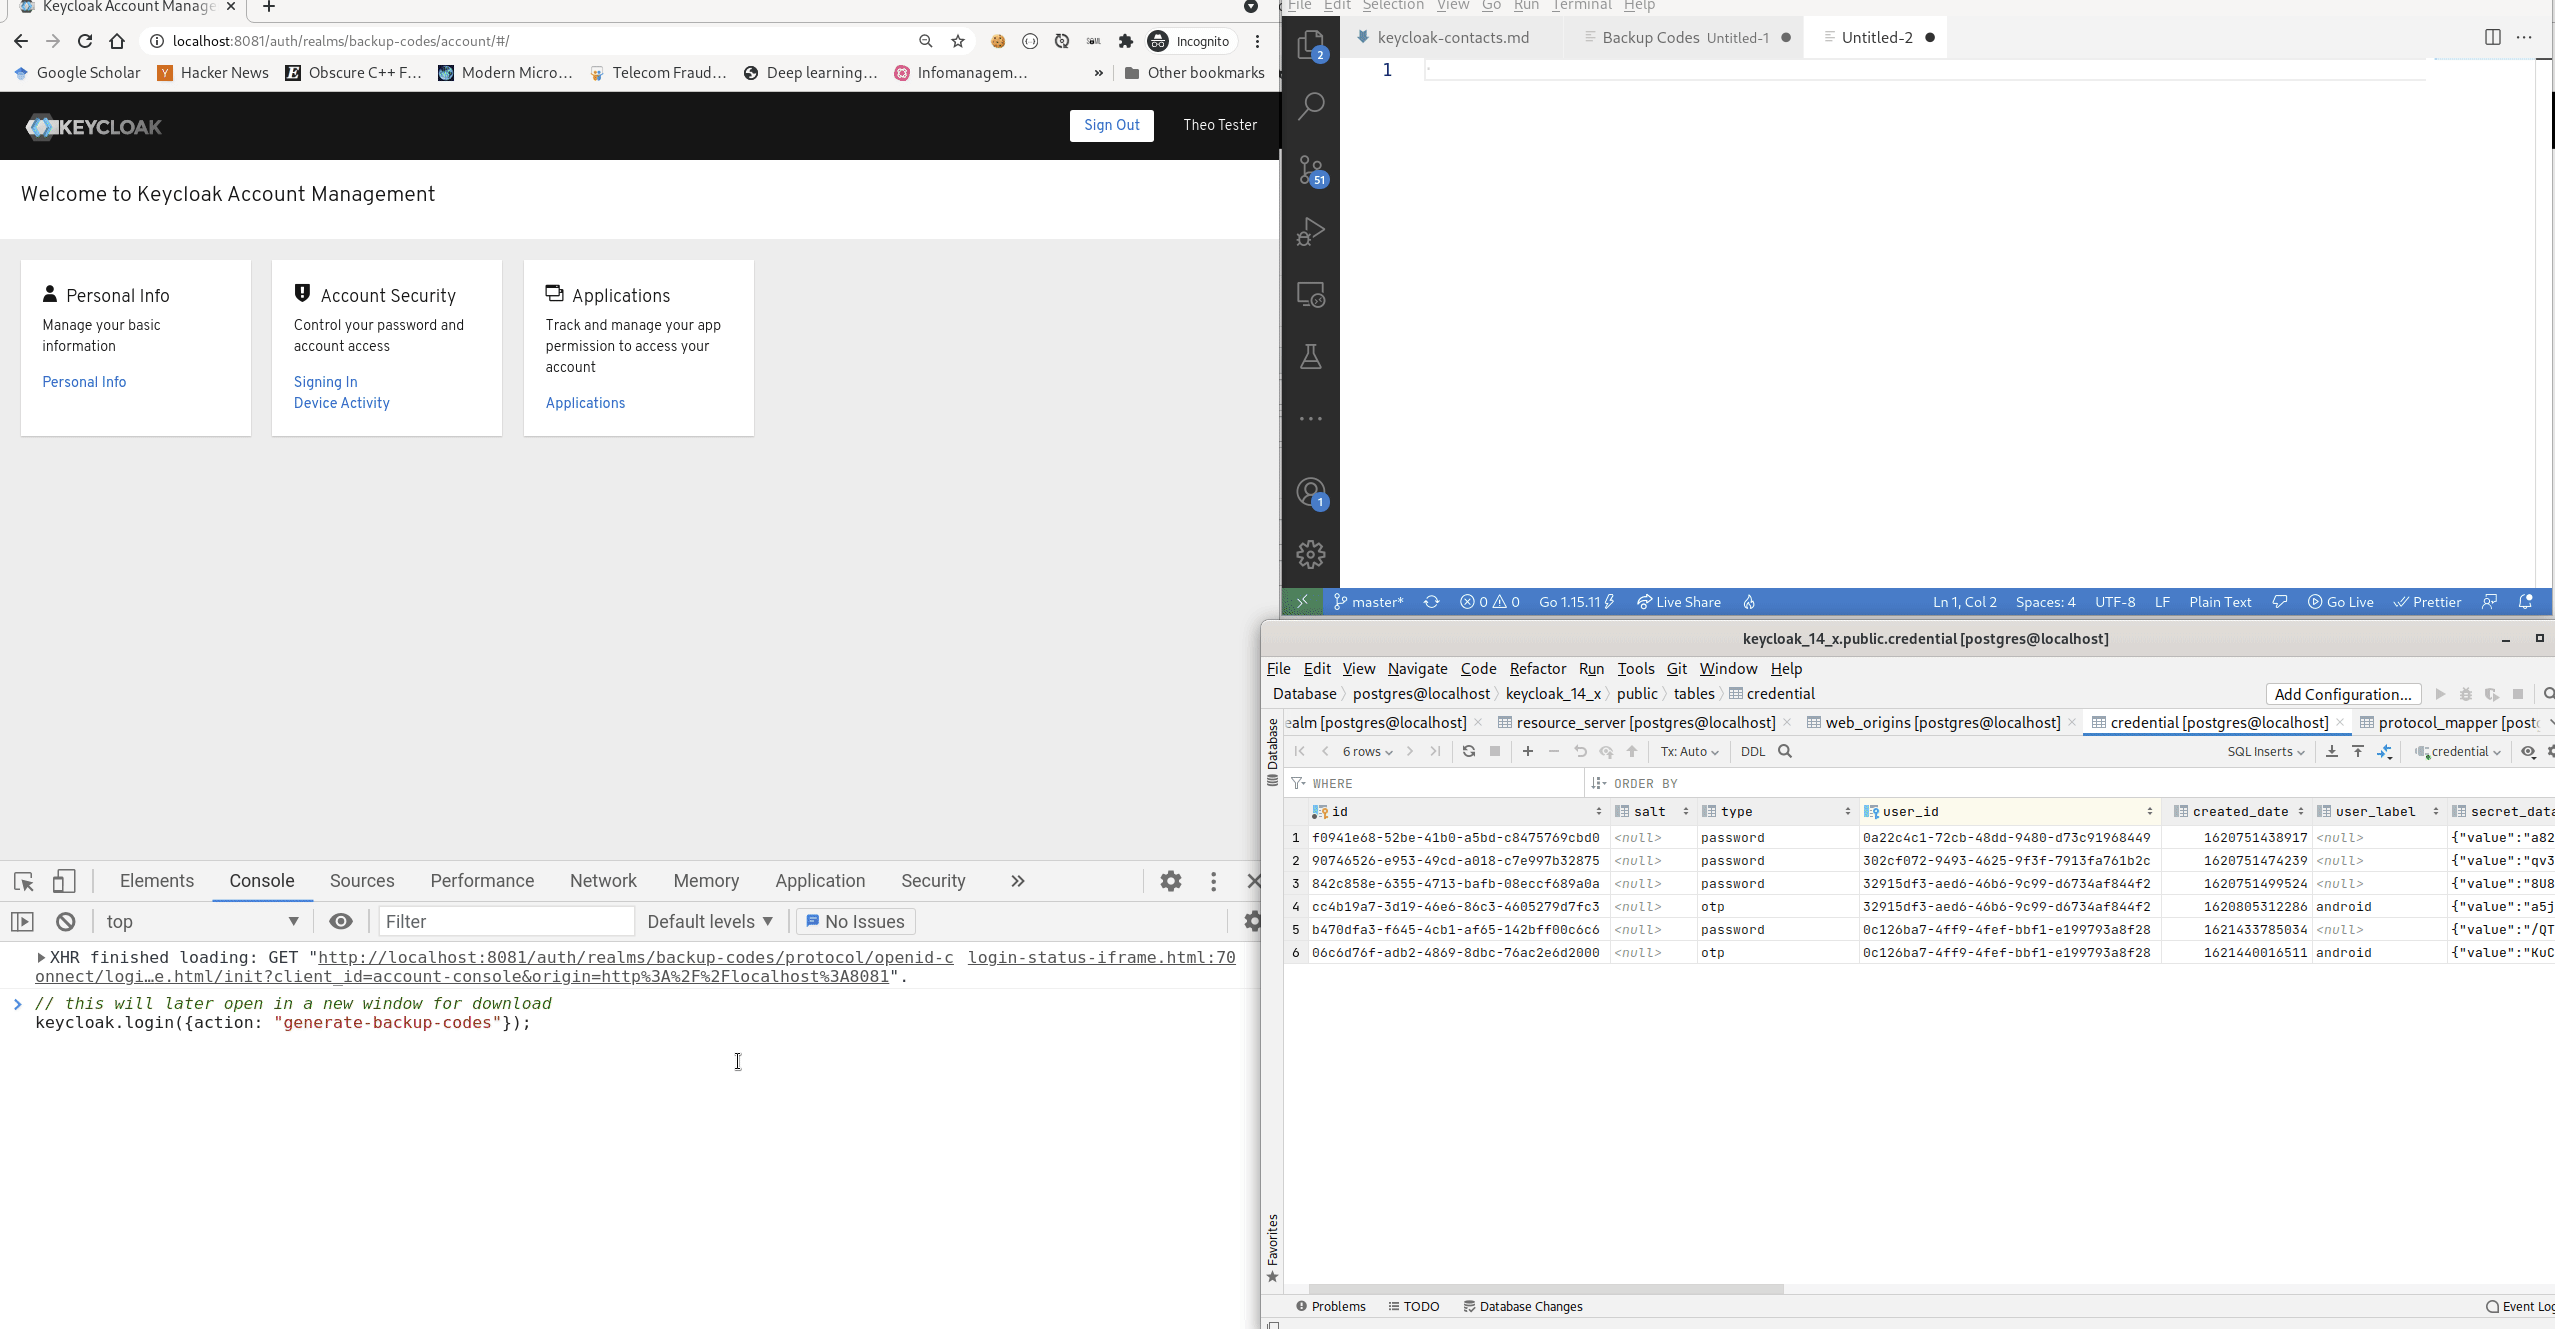 Keycloak Account Manage
localhost:8081/auth/realms/backup-codes/account/#/
Incognito
Google Scholar
Hacker News
Obscure C++ F...
Modern Micro...
Telecom Fraud...
Deep learning...
Infomanagem...
»
Other bookmarks
KEYCLOAK
Sign Out
Theo Tester
Welcome to Keycloak Account Management
Personal Info
Manage your basic
information
Personal Info
Account Security
Control your password and
account access
Signing In
Device Activity
Applications
Track and manage your app
permission to access your
account
Applications
Elements Console Sources Performance Network Memory Application Security »
top
Filter
Default levels
No Issues
XHR finished loading: GET "http://localhost:8081/auth/realms/backup-codes/protocol/openid-c login-status-iframe.html:70
onnect/logi…e.html/init?client_id=account-console&origin=http%3A%2F%2Flocalhost%3A8081".
// this will later open in a new window for download
keycloak.login({action: "generate-backup-codes"});
File Edit Selection View Go Run Terminal Help
keycloak-contacts.md
Backup Codes Untitled-1
Untitled-2
2
1
51
1
master* 0 0 Go 1.15.11 Live Share Ln 1, Col 2 Spaces: 4 UTF-8 LF Plain Text Go Live Prettier
keycloak_14_x.public.credential [postgres@localhost]
File Edit View Navigate Code Refactor Run Tools Git Window Help
Database postgres@localhost keycloak_14_x public tables credential
Add Configuration...
Database
ealm [postgres@localhost] resource_server [postgres@localhost] web_origins [postgres@localhost] credential [postgres@localhost] protocol_mapper [post
6 rows Tx: Auto DDL SQL Inserts credential
WHERE ORDER BY
id salt type user_id created_date user_label secret_data
1 f0941e68-52be-41b0-a5bd-c8475769cbd0 <null> password 0a22c4c1-72cb-48dd-9480-d73c91968449 1620751438917 <null> {"value":"a82
2 90746526-e953-49cd-a018-c7e997b32875 <null> password 302cf072-9493-4625-9f3f-7913fa761b2c 1620751474239 <null> {"value":"qv3
3 842c858e-6355-4713-bafb-08eccf689a0a <null> password 32915df3-aed6-46b6-9c99-d6734af844f2 1620751499524 <null> {"value":"8U8
4 cc4b19a7-3d19-46e6-86c3-4605279d7fc3 <null> otp 32915df3-aed6-46b6-9c99-d6734af844f2 1620805312286 android {"value":"a5j
5 b470dfa3-f645-4cb1-af65-142bff00c6c6 <null> password 0c126ba7-4ff9-4fef-bbf1-e199793a8f28 1621433785034 <null> {"value":"/QT
6 06c6d76f-adb2-4869-8dbc-76ac2e6d2000 <null> otp 0c126ba7-4ff9-4fef-bbf1-e199793a8f28 1621440016511 android {"value":"KuC
Favorites
Problems TODO Database Changes Event Log